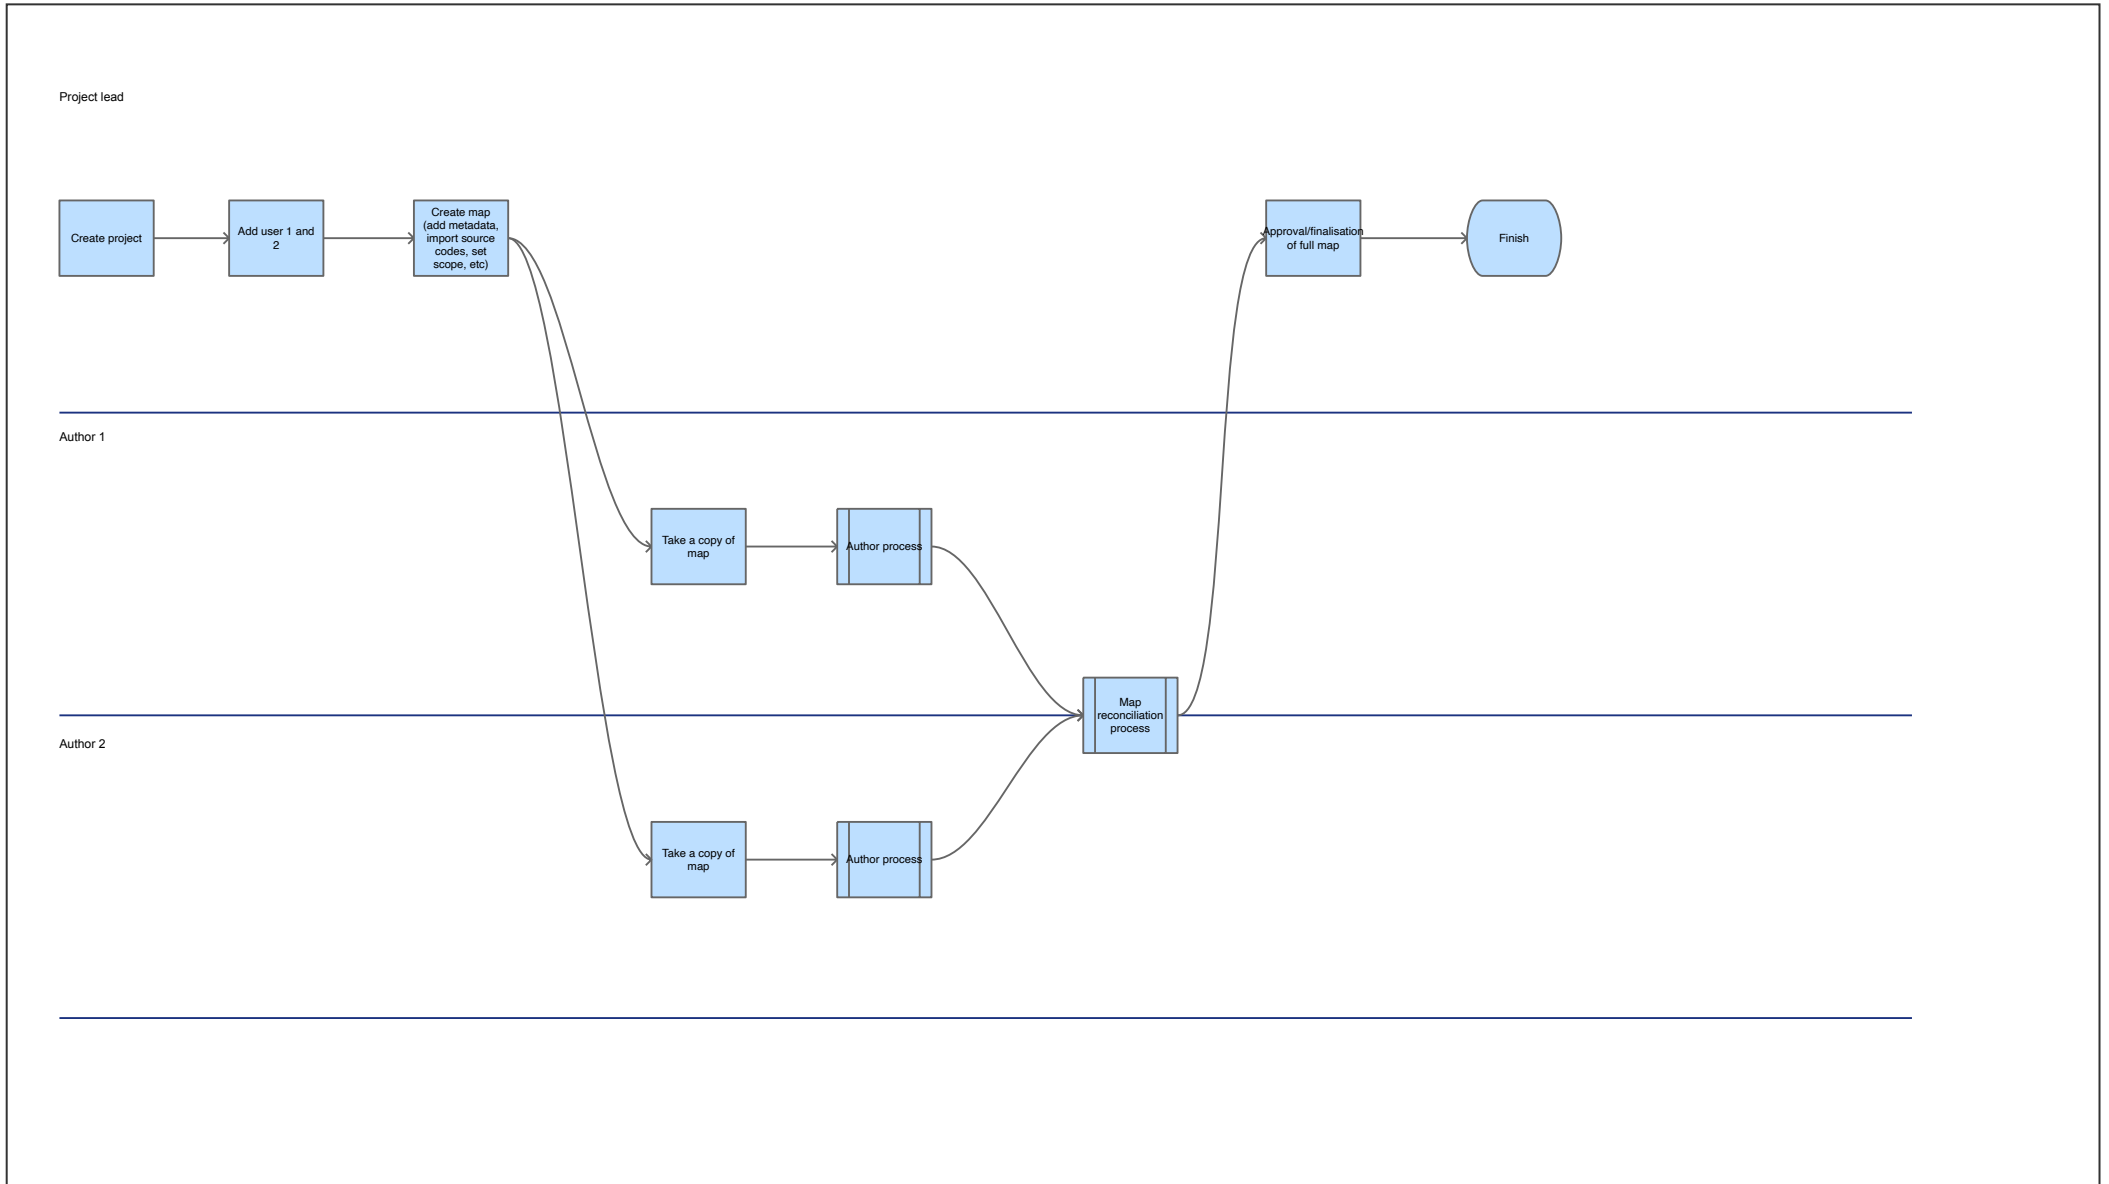 Project lead
Create project
Add user 1 and
2
Create map
(add metadata,
import source
codes, set
scope, etc)
Approval/finalisation
of full map
Finish
Author 1
Take a copy of
map
Author process
Map
reconciliation
process
Author 2
Take a copy of
map
Author process